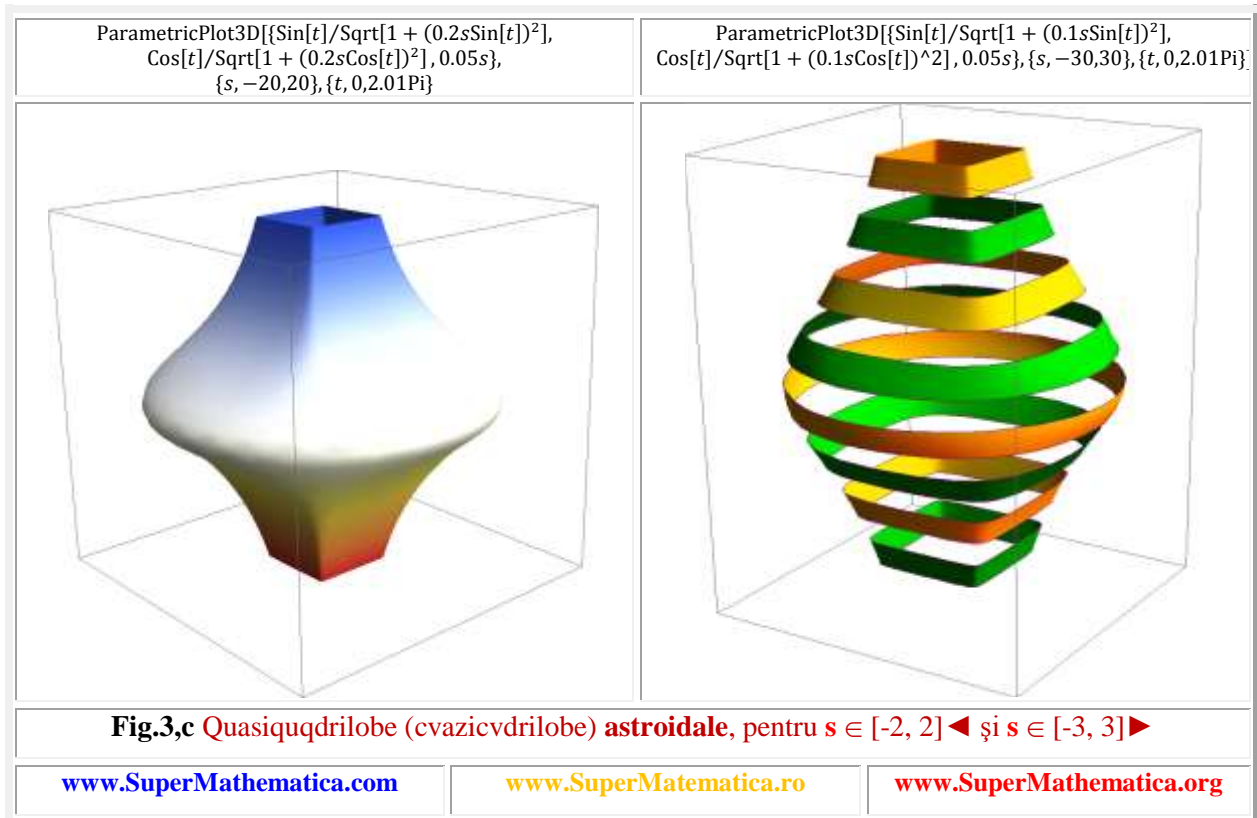 ParametricPlot3D[{Sin[t]/Sqrt[1 + (0.2sSin[t])²],
Cos[t]/Sqrt[1 + (0.2sCos[t])²], 0.05s},
{s, −20,20}, {t, 0,2.01Pi}
ParametricPlot3D[{Sin[t]/Sqrt[1 + (0.1sSin[t])²],
Cos[t]/Sqrt[1 + (0.1sCos[t])^2], 0.05s}, {s, −30,30}, {t, 0,2.01Pi}]
Fig.3,c Quasiquqdrilobe (cvazicvdrilobe) astroidale, pentru s ∈ [-2, 2]◄ şi s ∈ [-3, 3]►
www.SuperMathematica.com
www.SuperMatematica.ro
www.SuperMathematica.org